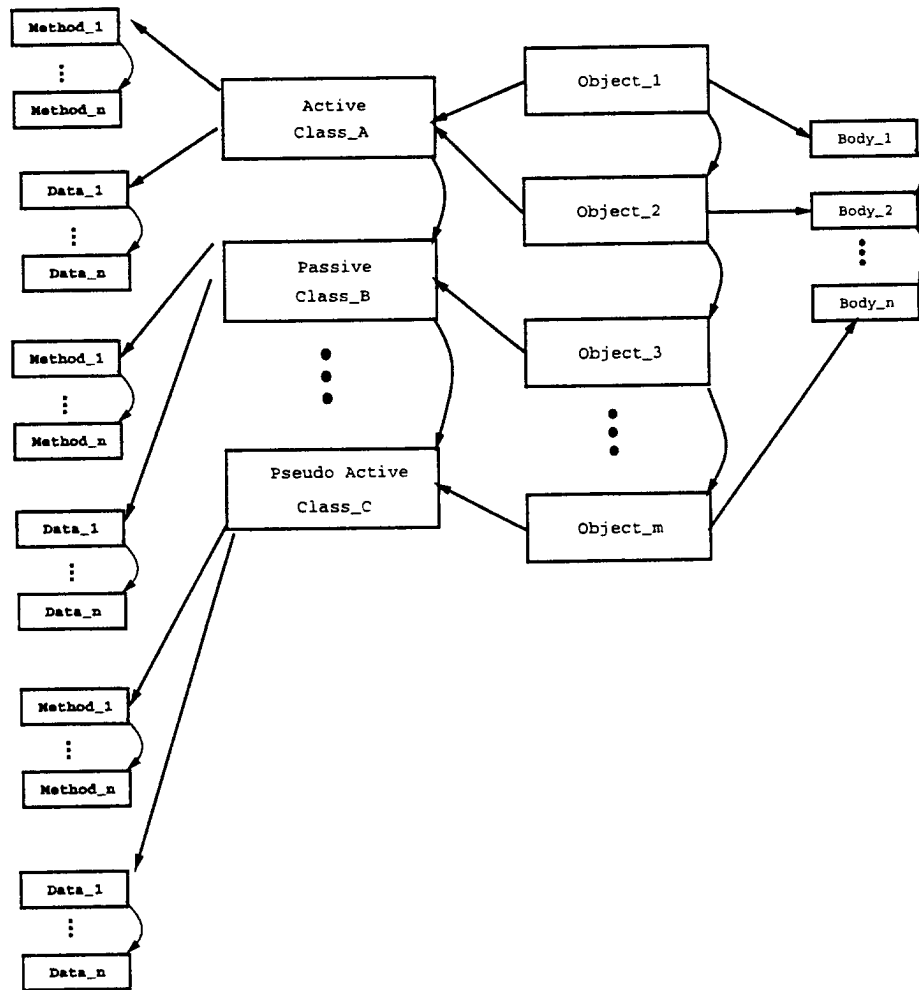 Method_1
Method_n
Data_1
Data_n
Method_1
Method_n
Data_1
Data_n
Method_1
Method_n
Data_1
Data_n
Active
Class_A
Passive
Class_B
Pseudo Active
Class_C
Object_1
Object_2
Object_3
Object_m
Body_1
Body_2
Body_n